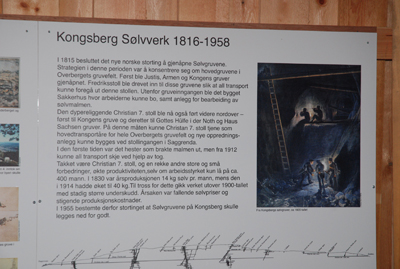 Kongsberg Sølvverk 1816-1958
I 1815 besluttet det nye norske storting å gjenåpne Sølvgruvene.
Strategien i denne perioden var å konsentrere seg om hovedgruvene i
Overbergets gruvefelt. Først ble Justis, Armen og Kongens gruver
gjenåpnet. Fredriksstoll ble drevet inn til disse gruvene slik at all transport
kunne foregå ut denne stollen. Utenfor gruveinngangen ble det bygget
Sakkerhus hvor arbeiderne kunne bo, samt anlegg for bearbeiding av
sølvmalmen.
Den dypereliggende Christian 7. stoll ble nå også ført videre nordover –
først til Kongens gruve og deretter til Gottes Hülfe i der Noth og Haus
Sachsen gruver. På denne måten kunne Christian 7. stoll tjene som
hovedtransportåre for hele Overbergets gruvefelt og nye opprednings-
anlegg kunne bygges ved stollinngangen i Saggrenda.
I den første tiden var det hester som trakte malmen ut, men fra 1912
kunne all transport skje ved hjelp av tog.
Takket være Christian 7. stoll, og en rekke andre store og små
forbedringer, økte produktiviteten, selv om arbeidsstyrket kun lå på ca.
400 mann. I 1830 var årsproduksjonen 14 kg sølv pr. mann, mens den
i 1914 hadde øket til 40 kg. Til tross for dette gikk verket utover 1900-tallet
med stadig større underskudd. Årsaken var fallende sølvpriser og
stigende produksjonskostnader.
I 1955 bestemte derfor stortinget at Sølvgruvene på Kongsberg skulle
legges ned for godt.